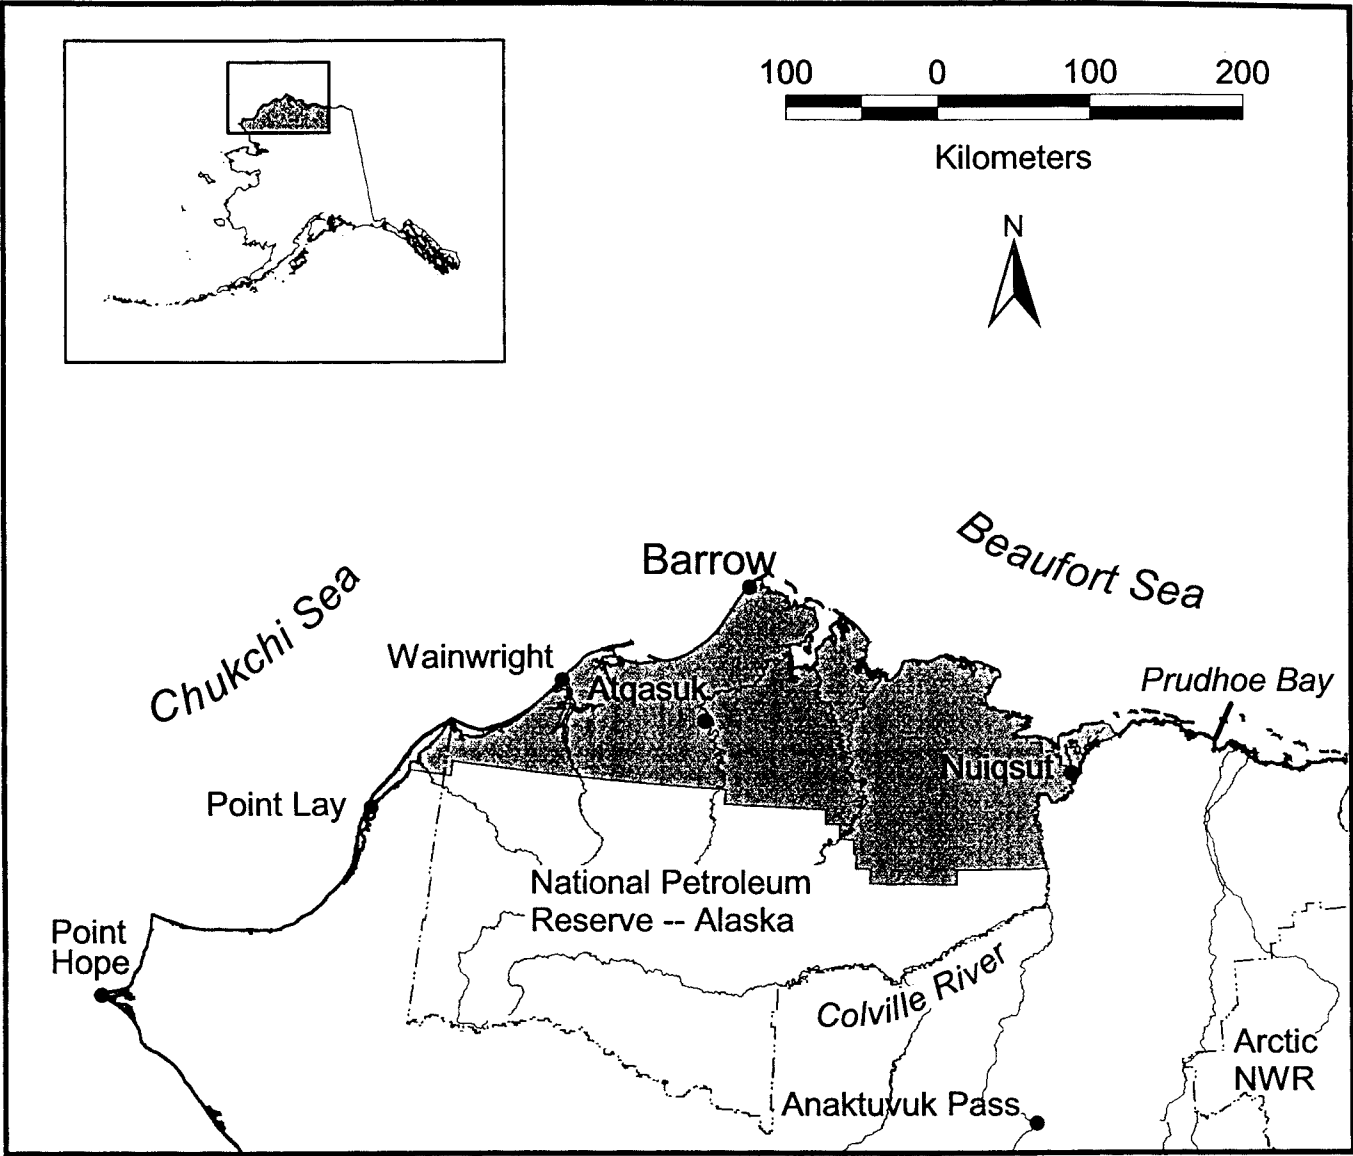 100 0 100 200
Kilometers
N
Beaufort Sea
Barrow
Chukchi Sea
Wainwright
Atqasuk
Prudhoe Bay
Nuiqsut
Point Lay
National Petroleum
Reserve -- Alaska
Point
Hope
Colville River
Arctic
NWR
Anaktuvuk Pass